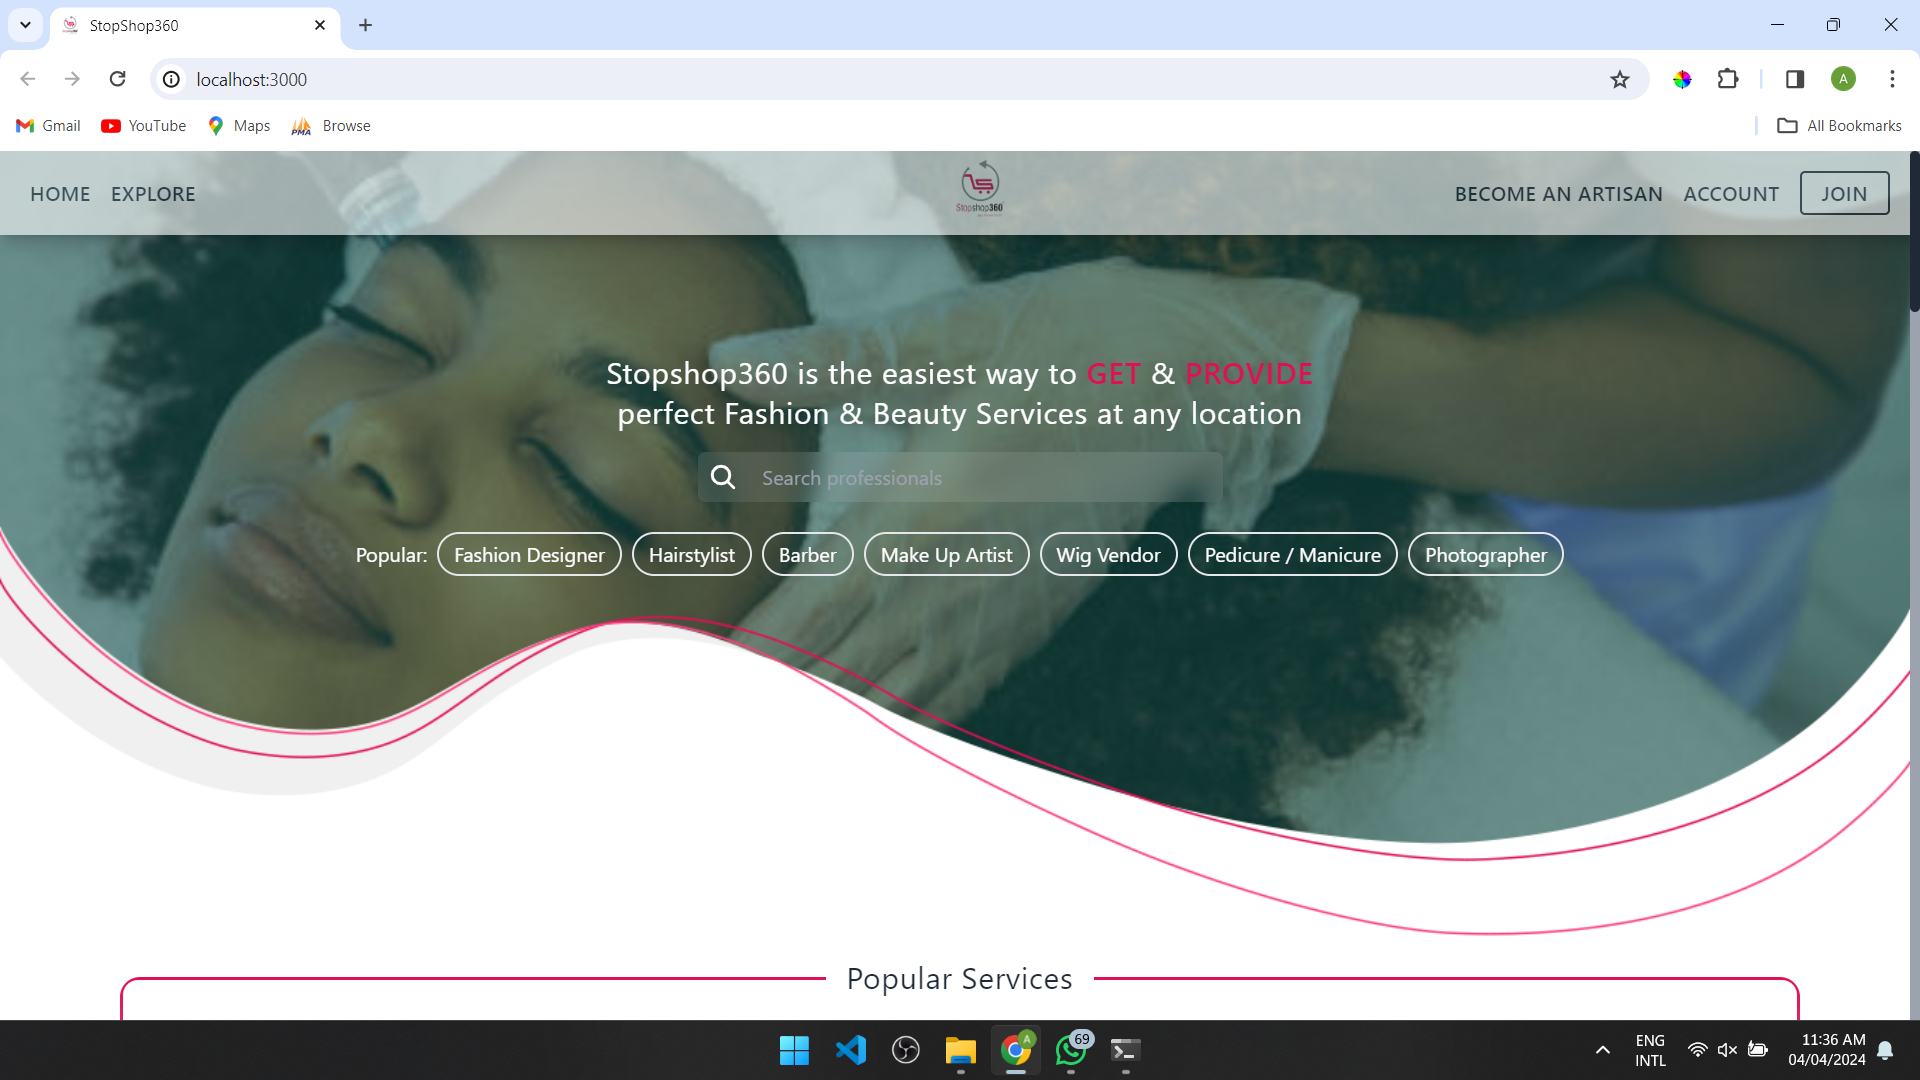 StopShop360
localhost:3000
A
Gmail
YouTube
Maps
PMA
Browse
All Bookmarks
HOME
EXPLORE
Stopshop360
BECOME AN ARTISAN
ACCOUNT
JOIN
Stopshop360 is the easiest way to GET & PROVIDE
perfect Fashion & Beauty Services at any location
Search professionals
Popular:
Fashion Designer
Hairstylist
Barber
Make Up Artist
Wig Vendor
Pedicure / Manicure
Photographer
Popular Services
A
69
ENG
INTL
11:36 AM
04/04/2024